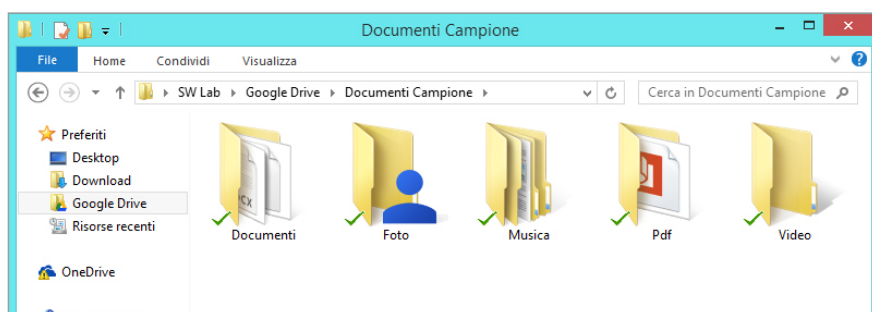 Documenti Campione
File Home Condividi Visualizza
SW Lab Google Drive Documenti Campione Cerca in Documenti Campione
Preferiti
Desktop
Download
Google Drive
Risorse recenti
OneDrive
CX
Documenti Foto Musica Pdf Video